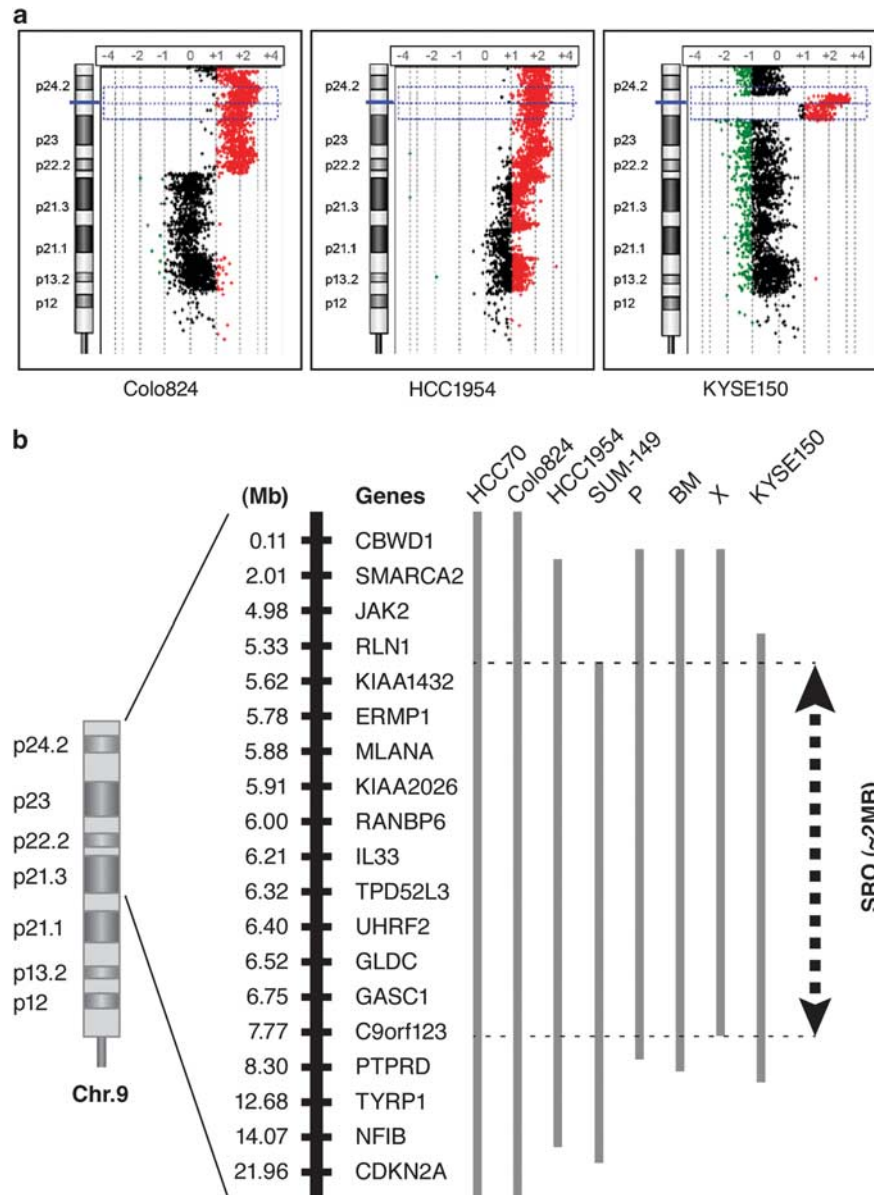 a
-4 -2 0 +1 +2 +4
p24.2
p23
p22.2
p21.3
p21.1
p13.2
p12
Colo824
-4 -2 0 +1 +2 +4
p24.2
p23
p22.2
p21.3
p21.1
p13.2
p12
HCC1954
-4 -2 -1 0 +1 +2 +4
p24.2
p23
p22.2
p21.3
p21.1
p13.2
p12
KYSE150
b
(Mb) Genes HCC70 Colo824 HCC1954 SUM-149 P BM X KYSE150
0.11 CBWD1
2.01 SMARCA2
4.98 JAK2
5.33 RLN1
5.62 KIAA1432
5.78 ERMP1
5.88 MLANA
5.91 KIAA2026
6.00 RANBP6
6.21 IL33
6.32 TPD52L3
6.40 UHRF2
6.52 GLDC
6.75 GASC1
7.77 C9orf123
8.30 PTPRD
12.68 TYRP1
14.07 NFIB
21.96 CDKN2A
p24.2
p23
p22.2
p21.3
p21.1
p13.2
p12
Chr.9
SRO (~2MB)